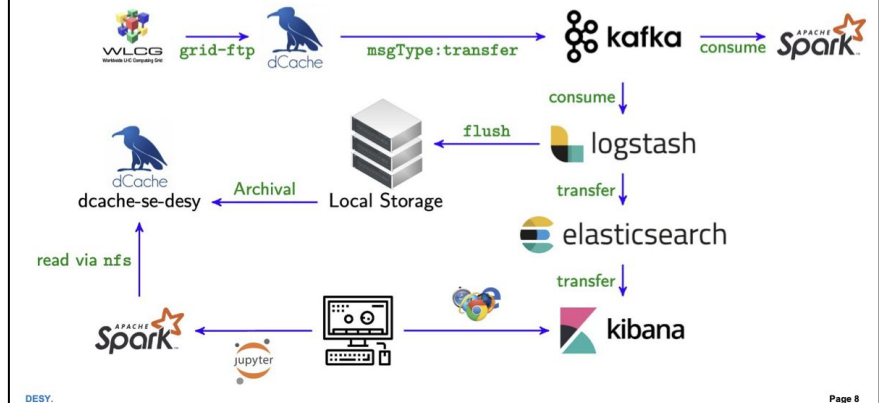 WLCG
Worldwide LHC Computing Grid
grid-ftp
dCache
msgType:transfer
kafka
consume
APACHE
Spark
consume
logstash
flush
Local Storage
Archival
dCache
dcache-se-desy
transfer
elasticsearch
read via nfs
transfer
APACHE
Spark
jupyter
kibana
DESY.
Page 8